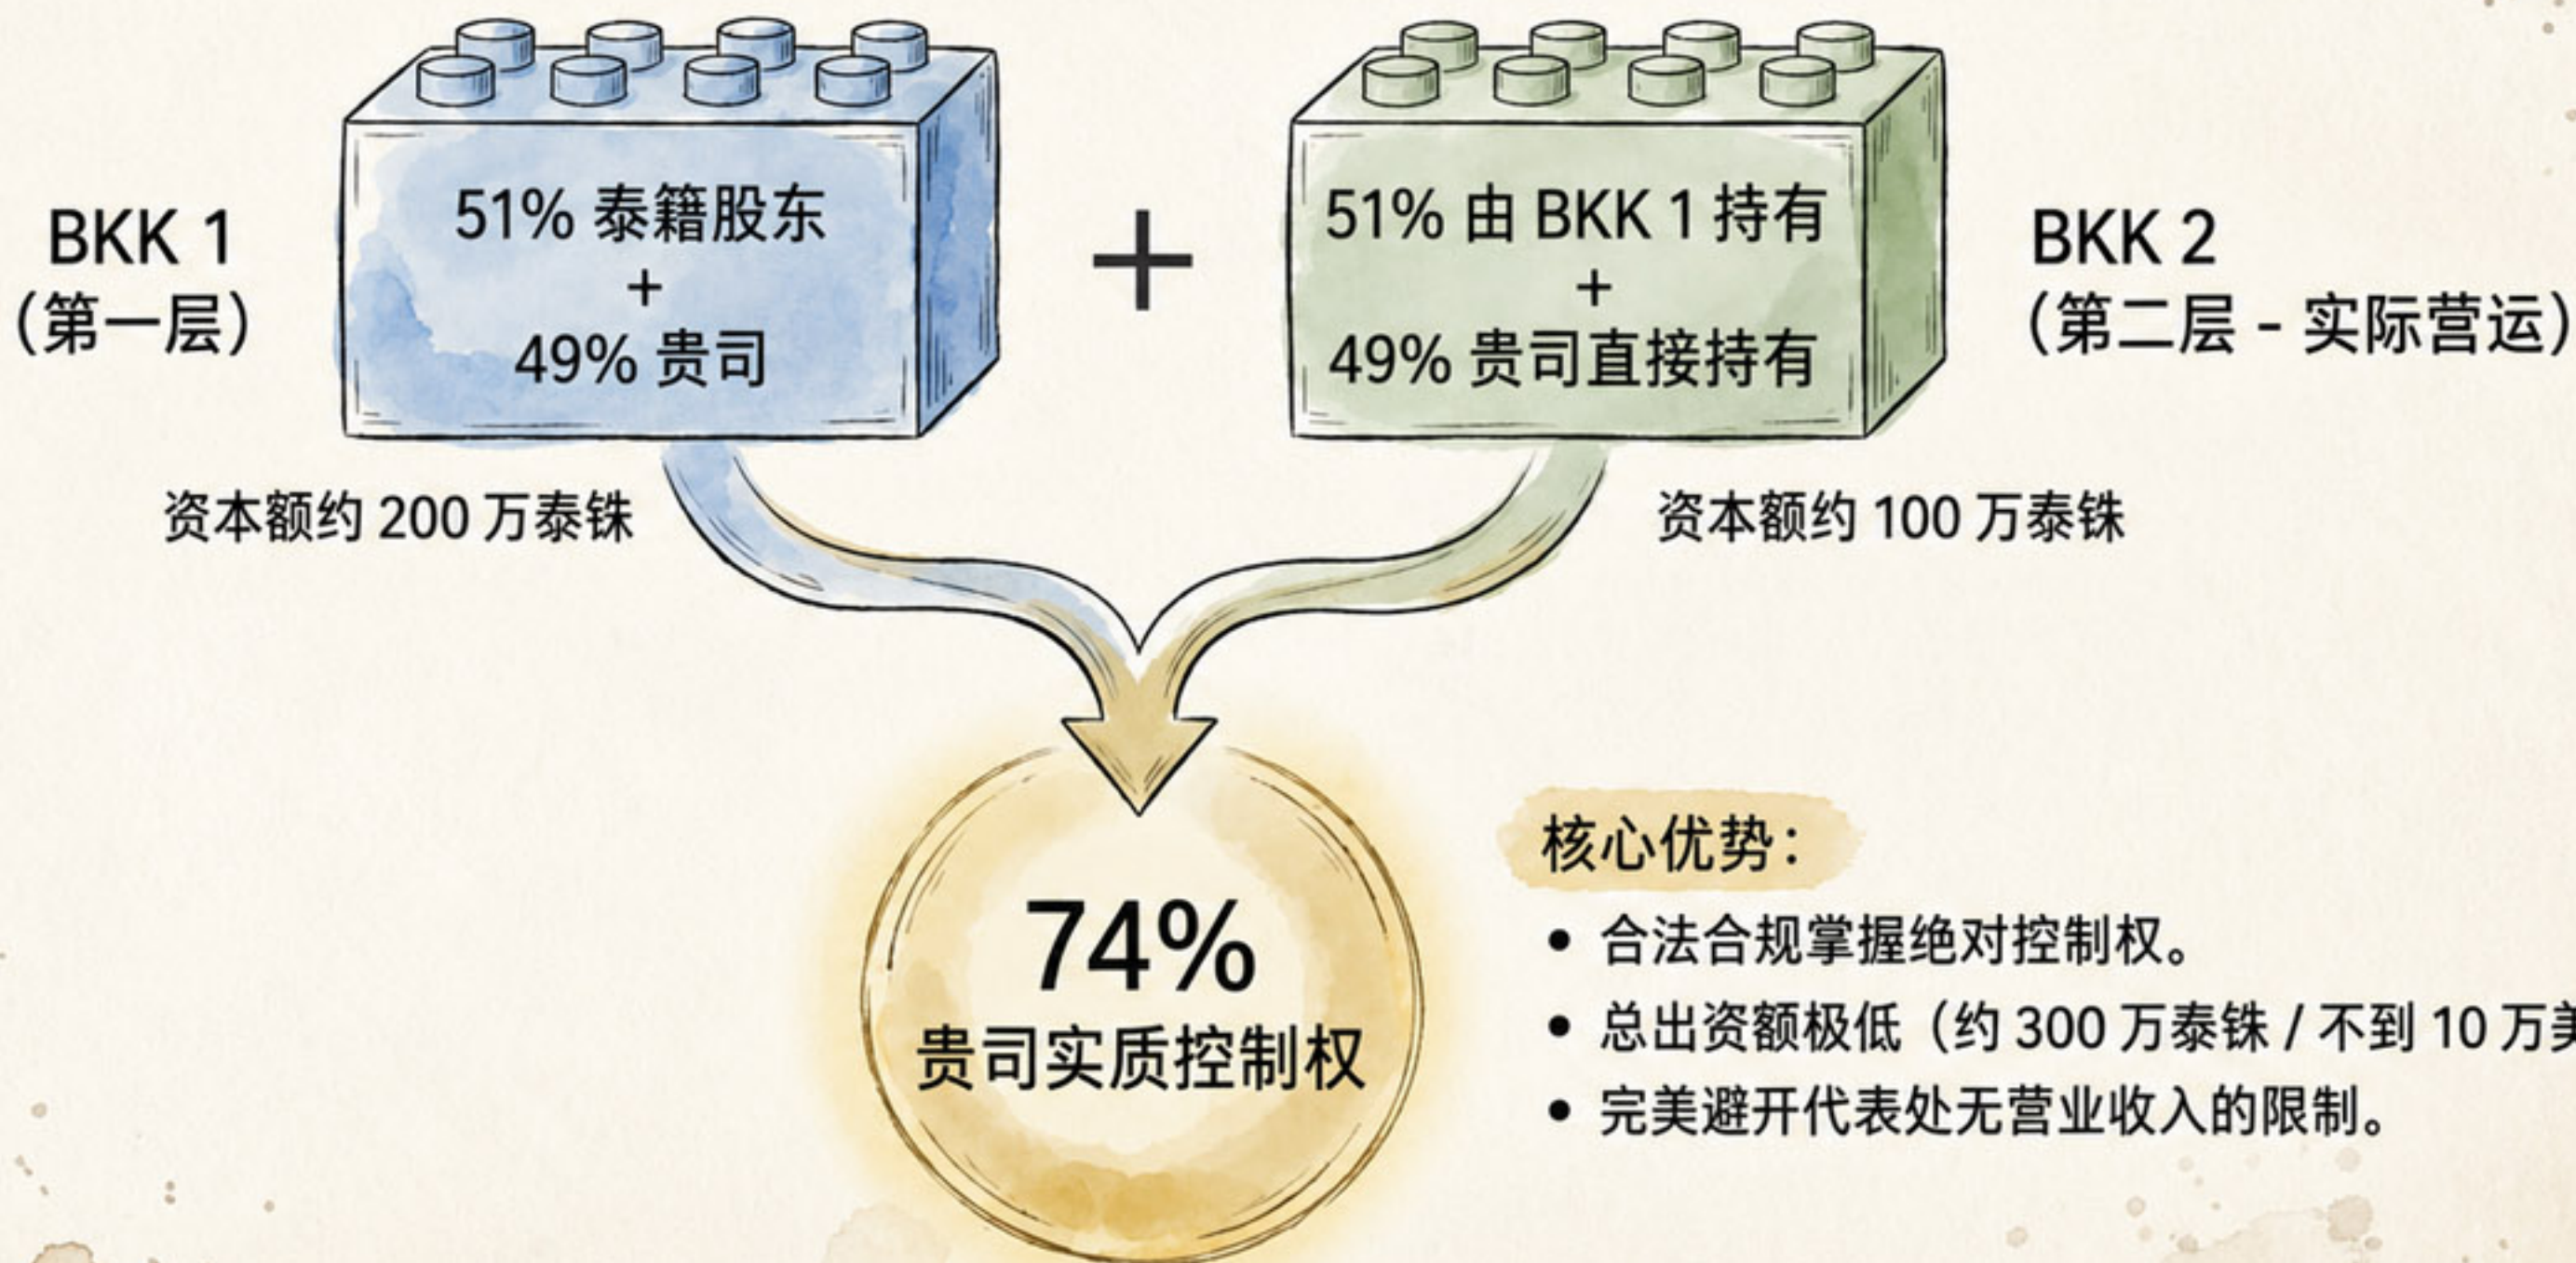 BKK 1
（第一层）
51% 泰籍股东
+
49% 贵司
+
51% 由 BKK 1 持有
+
49% 贵司直接持有
BKK 2
（第二层 - 实际营运）
资本额约 200 万泰铢
资本额约 100 万泰铢
74%
贵司实质控制权
核心优势：
• 合法合规掌握绝对控制权。
• 总出资额极低（约 300 万泰铢 / 不到 10 万
• 完美避开代表处无营业收入的限制。